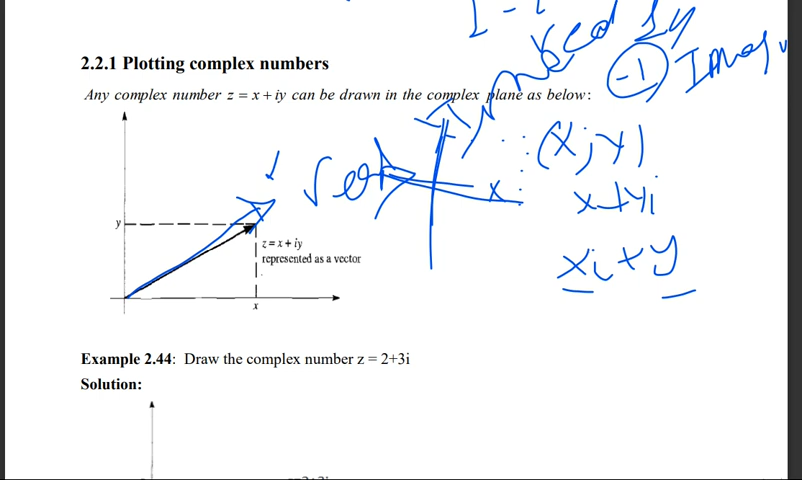 2.2.1 Plotting complex numbers
Any complex number z = x + iy can be drawn in the complex plane as below:
(-1)
(x; y)
x+yi
xi+y
x
y
z = x + iy
represented as a vector
x
Example 2.44: Draw the complex number z = 2+3i
Solution: